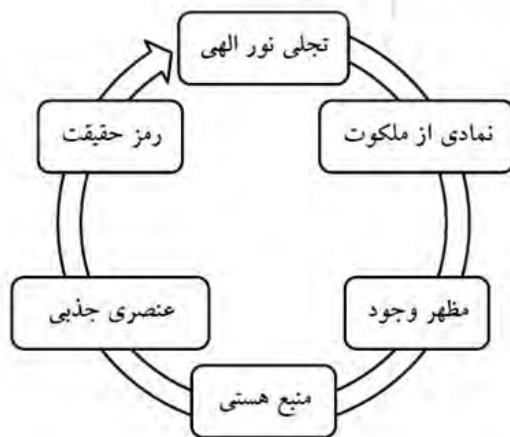 تجلی نور الهی
نمادی از ملکوت
مظهر وجود
منبع هستی
عنصری جذبی
رمز حقیقت